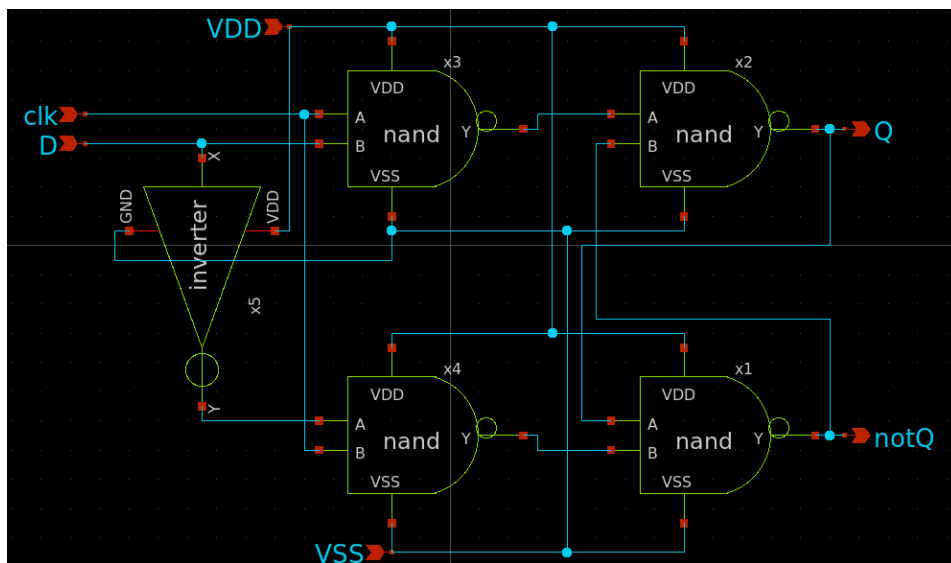 VDD
x3
x2
VDD
VDD
clk
A
A
nand
Y
nand
Y
Q
D
B
B
X
VSS
VSS
GND
inverter
VDD
x5
x4
x1
VDD
VDD
Y
A
A
nand
Y
nand
Y
notQ
B
B
VSS
VSS
VSS